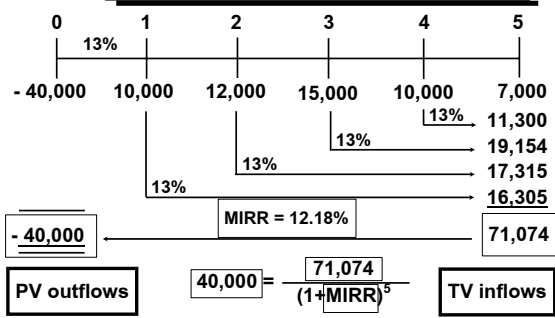 0 1 2 3 4 5
13%
- 40,000 10,000 12,000 15,000 10,000 7,000
13% 11,300
13% 19,154
13% 17,315
13% 16,305
MIRR = 12.18%
- 40,000 71,074
PV outflows 40,000 = 71,074 TV inflows
(1+MIRR)5